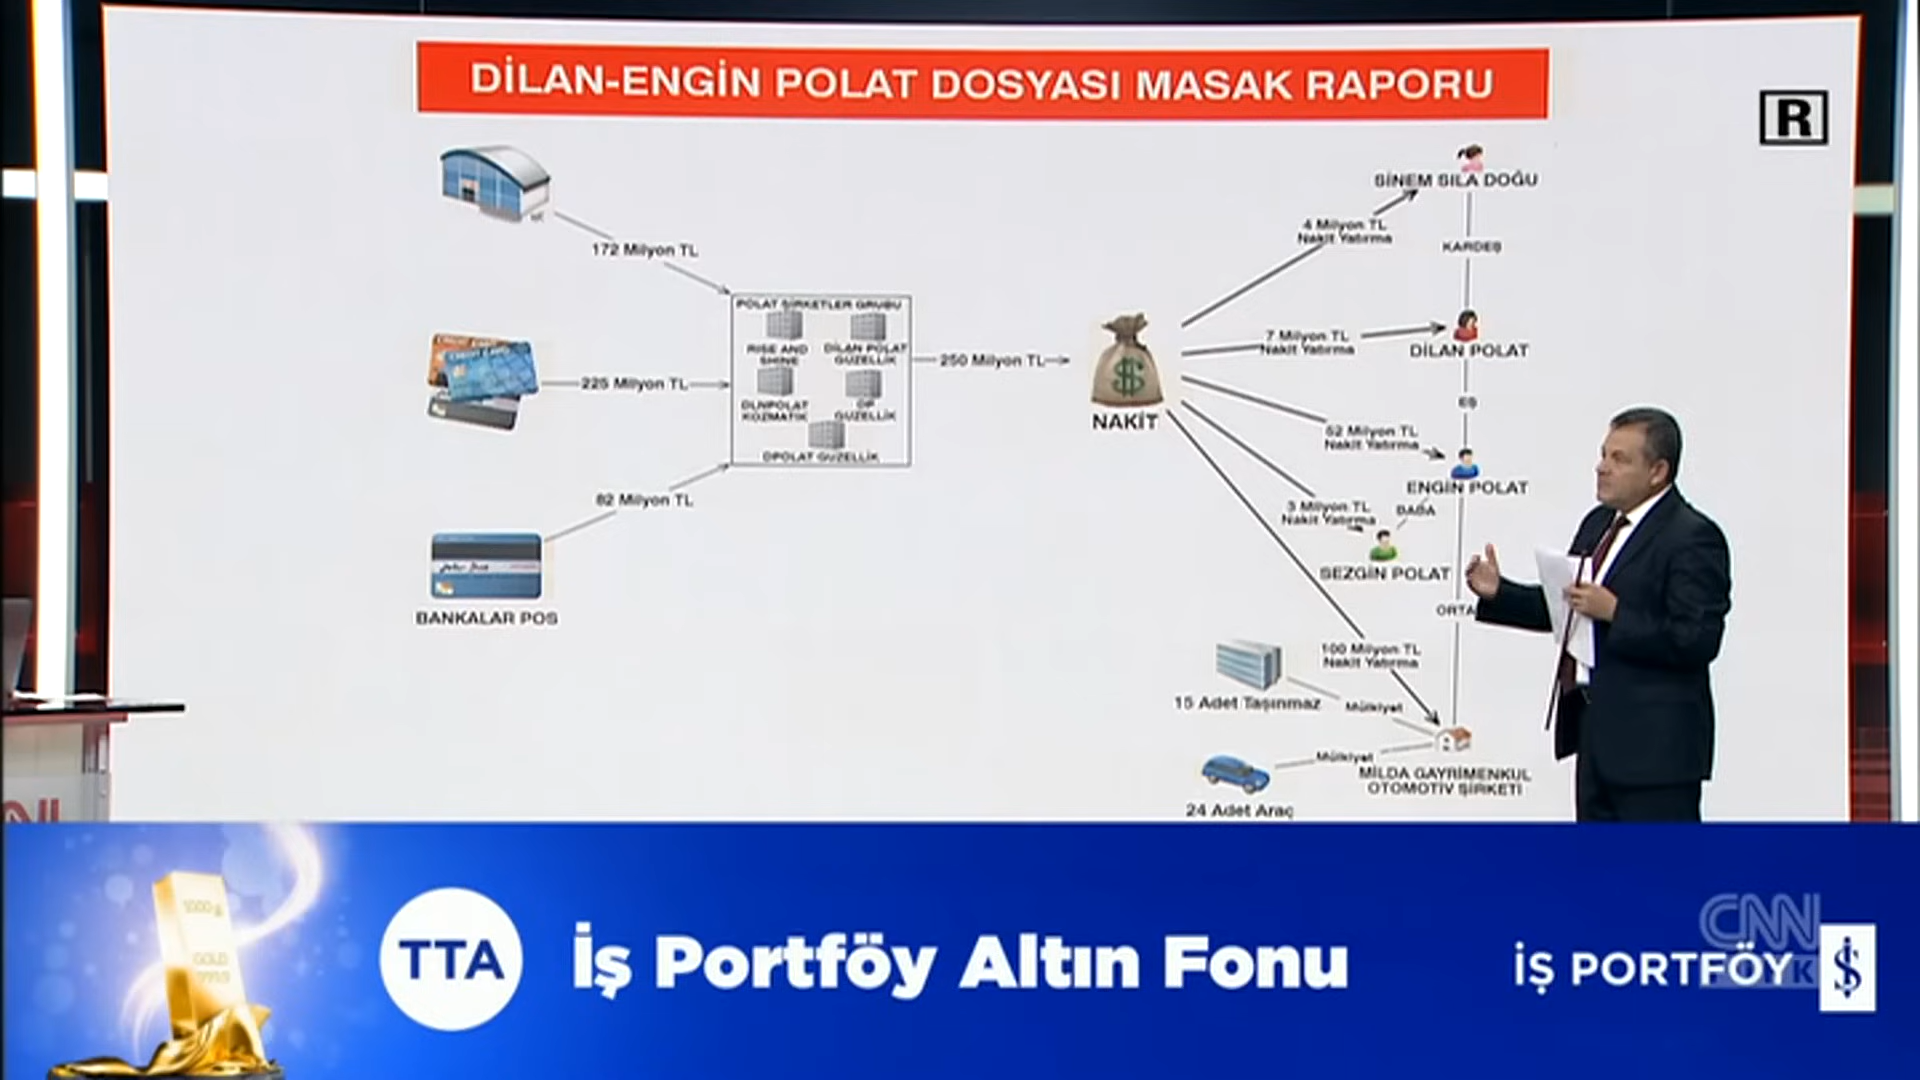 DİLAN-ENGİN POLAT DOSYASI MASAK RAPORU
R
SİNEM SILA DOĞU
4 Milyon TL
Nakit Yatırma
172 Milyon TL
KARDEŞ
POLAT ŞİRKETLER GRUBU
RISE AND
SHINE
DİLAN POLAT
GÜZELLİK
7 Milyon TL
Nakit Yatırma
DİLAN POLAT
250 Milyon TL
225 Milyon TL
DLNPOLAT
KOZMATİK
DP
GÜZELLİK
EŞ
NAKİT
52 Milyon TL
Nakit Yatırma
DPOLAT GUZELLİK
ENGİN POLAT
82 Milyon TL
3 Milyon TL
Nakit Yatırma
BABA
SEZGİN POLAT
BANKALAR POS
ORTA
100 Milyon TL
Nakit Yatırma
15 Adet Taşınmaz
Mülkiyet
Mülkiyet
MİLDA GAYRİMENKUL
OTOMOTİV ŞİRKETİ
24 Adet Araç
1000g
GOLD
TTA
İş Portföy Altın Fonu
CNN
İŞ PORTFÖY